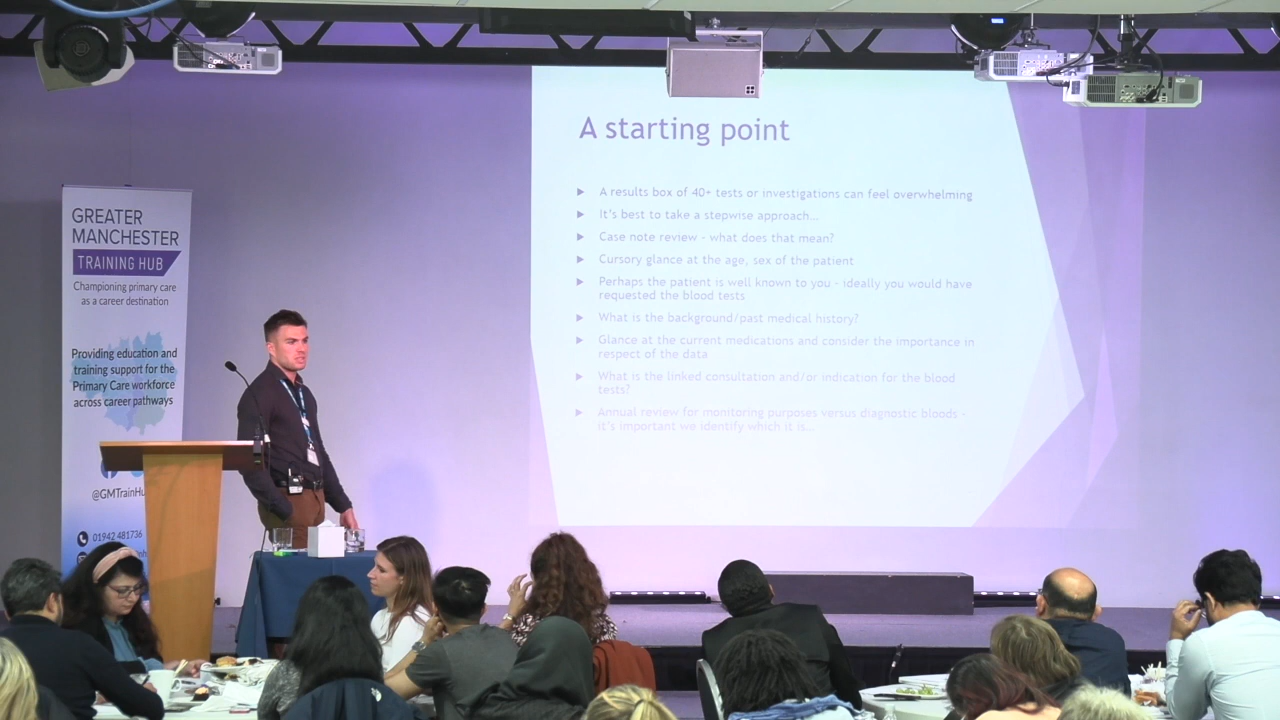 GREATER
MANCHESTER
TRAINING HUB
Championing primary care
as a career destination
Providing education and
training support for the
Primary Care workforce
across career pathways
@GMTrainHu
01942 481736
A starting point
A results box of 40+ tests or investigations can feel overwhelming
It's best to take a stepwise approach...
Case note review - what does that mean?
Cursory glance at the age, sex of the patient
Perhaps the patient is well known to you - ideally you would have
requested the blood tests
What is the background/past medical history?
Glance at the current medications and consider the importance in
respect of the data
What is the linked consultation and/or indication for the blood
tests?
Annual review for monitoring purposes versus diagnostic bloods -
it's important we identify which it is...